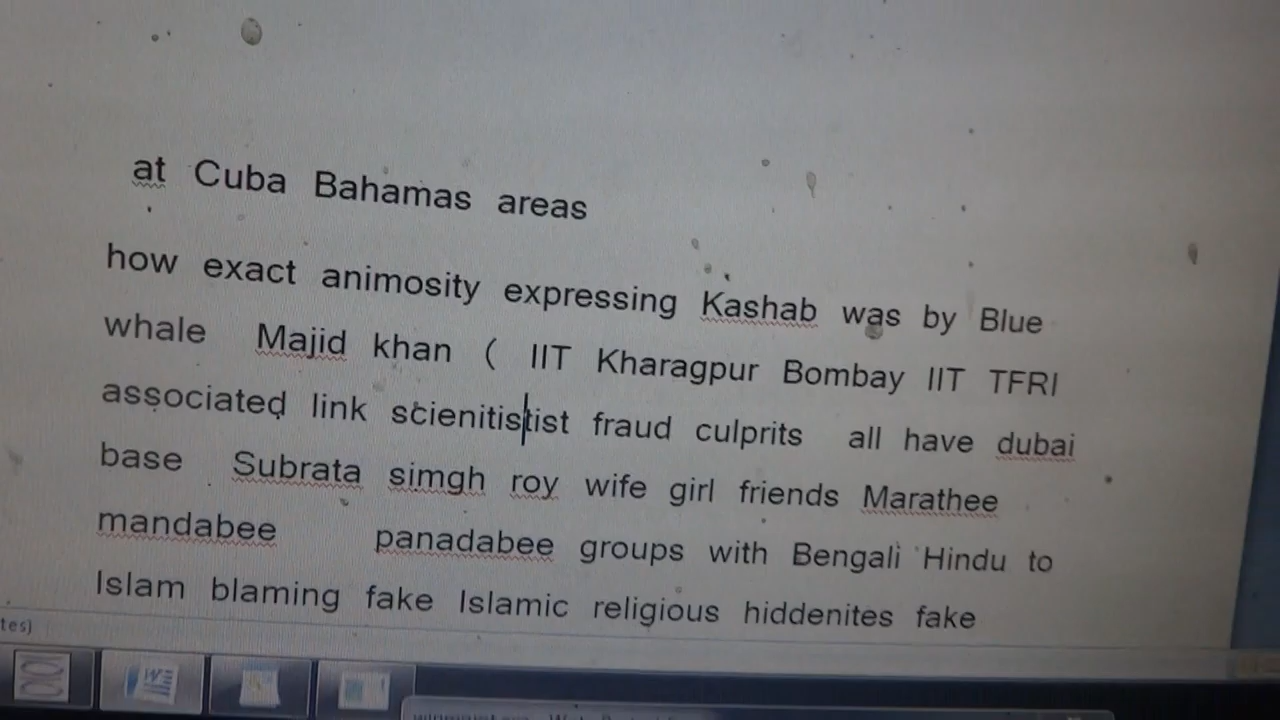 at Cuba Bahamas areas
how exact animosity expressing Kashab was by Blue
whale Majid khan ( IIT Kharagpur Bombay IIT TFRI
associated link scienitistist fraud culprits all have dubai
base Subrata simgh roy wife girl friends Marathee
mandabee panadabee groups with Bengali Hindu to
Islam blaming fake Islamic religious hiddenites fake
tes)